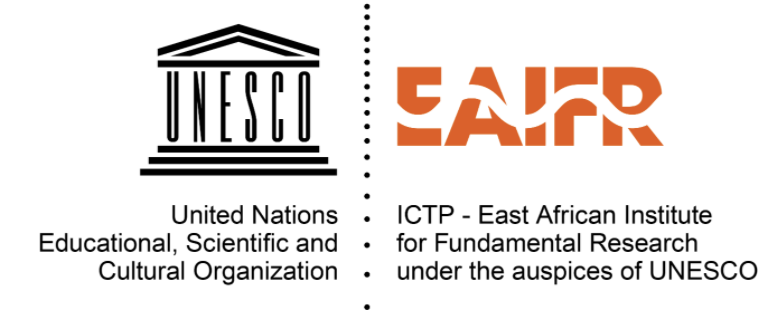 UNESCO
United Nations
Educational, Scientific and
Cultural Organization
EAIFR
ICTP - East African Institute
for Fundamental Research
under the auspices of UNESCO